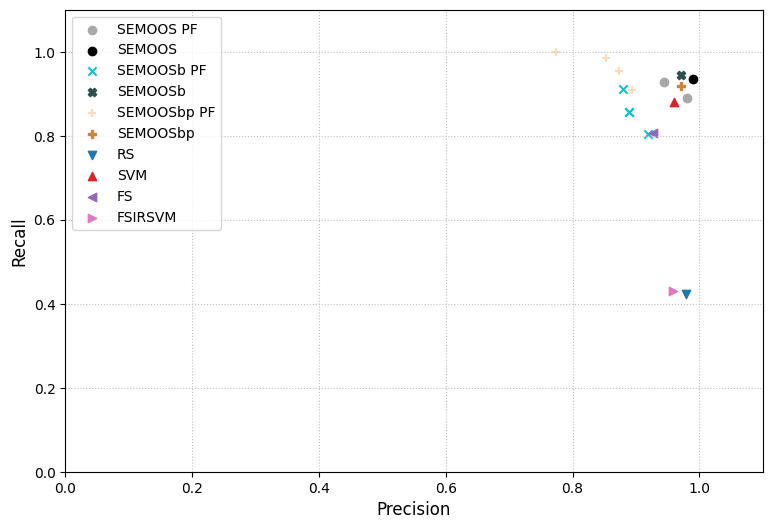 SEMOOS PF
SEMOOS
SEMOOSb PF
SEMOOSb
SEMOOSbp PF
SEMOOSbp
RS
SVM
FS
FSIRSVM
1.0
0.8
0.6
0.4
0.2
0.0
Recall
0.0 0.2 0.4 0.6 0.8 1.0
Precision